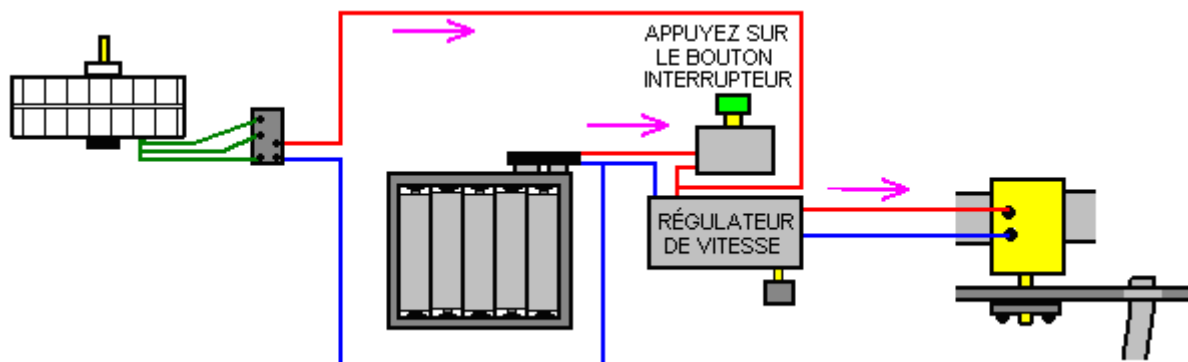 APPUYEZ SUR
LE BOUTON
INTERRUPTEUR
RÉGULATEUR
DE VITESSE